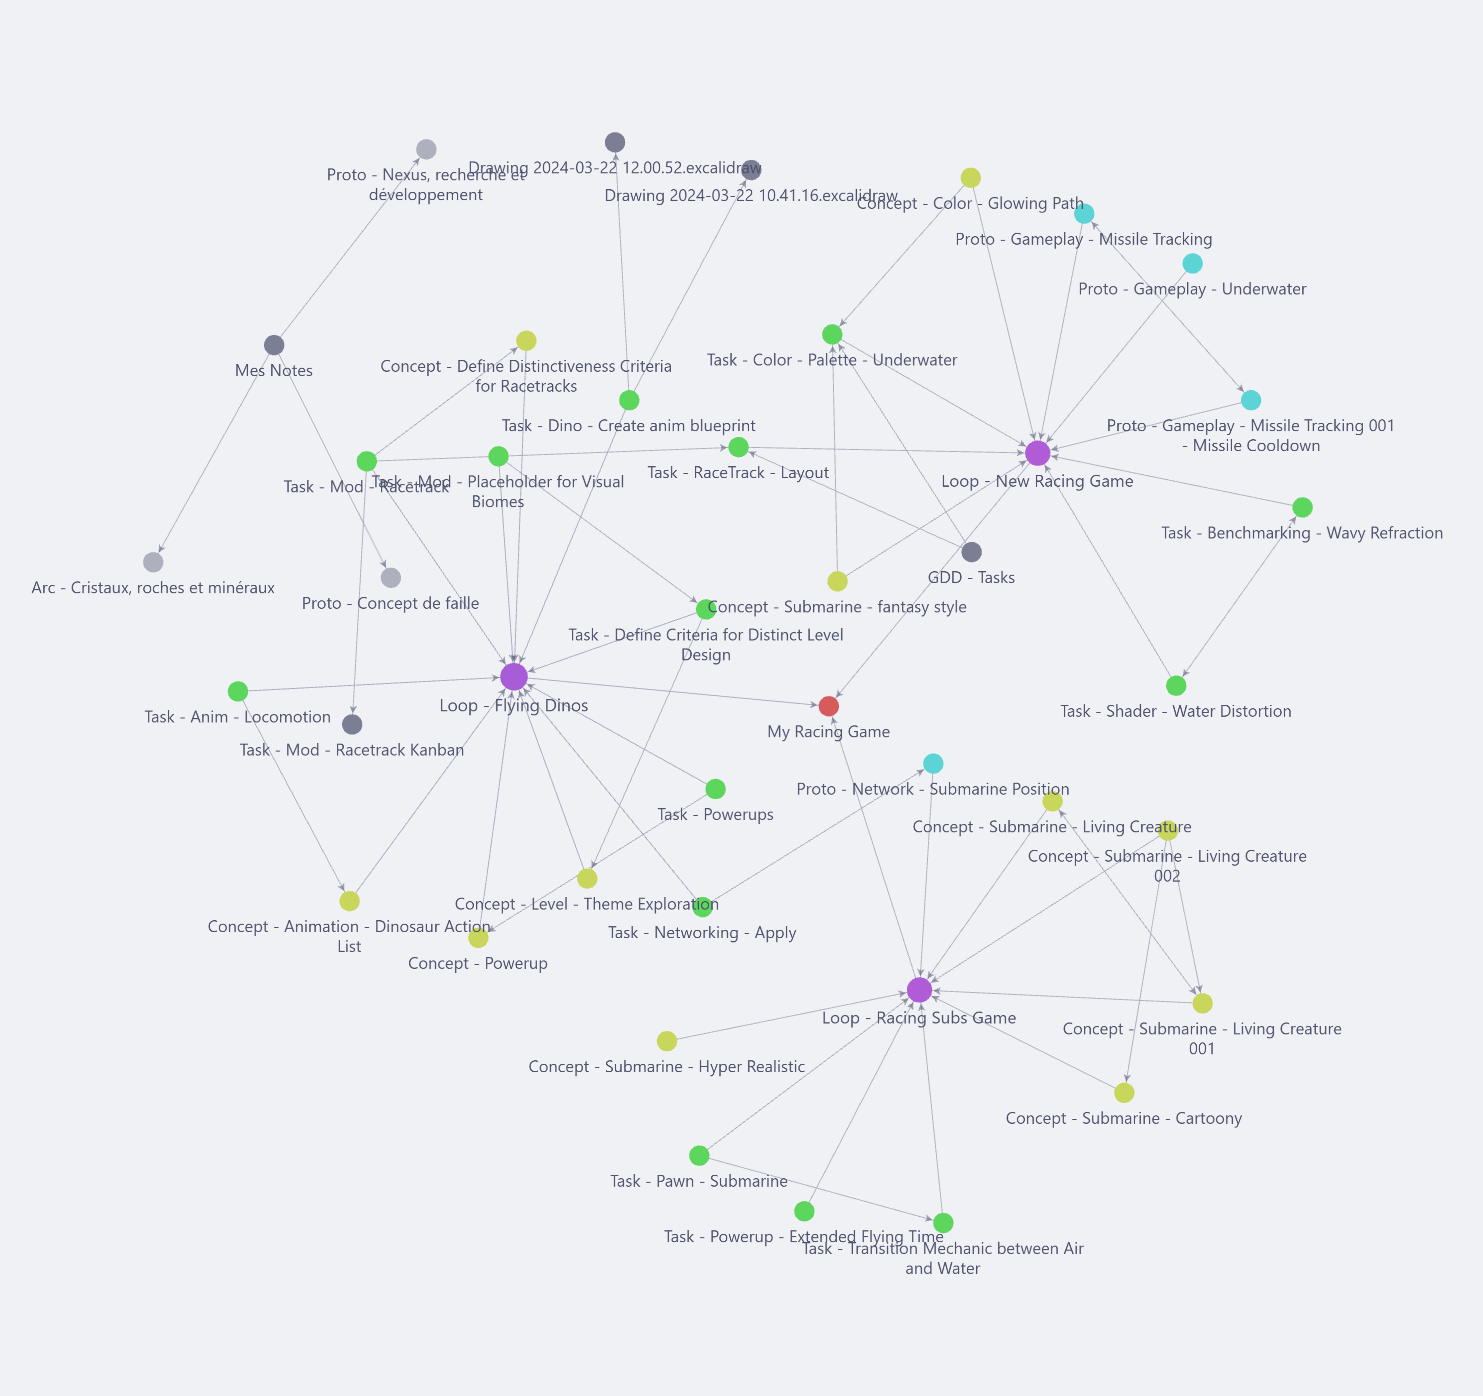 Drawing 2024-03-22 12.00.52.excalidraw
Proto - Nexus, recherche et
développement
Drawing 2024-03-22 10.41.16.excalidraw
Concept - Color - Glowing Path
Proto - Gameplay - Missile Tracking
Proto - Gameplay - Underwater
Mes Notes
Concept - Define Distinctiveness Criteria
for Racetracks
Task - Color - Palette - Underwater
Task - Dino - Create anim blueprint
Proto - Gameplay - Missile Tracking 001
- Missile Cooldown
Task - RaceTrack - Layout
Loop - New Racing Game
Task - Mod - Racetrack
Task - Mod - Placeholder for Visual
Biomes
Task - Benchmarking - Wavy Refraction
GDD - Tasks
Arc - Cristaux, roches et minéraux
Proto - Concept de faille
Concept - Submarine - fantasy style
Task - Define Criteria for Distinct Level
Design
Loop - Flying Dinos
Task - Shader - Water Distortion
Task - Anim - Locomotion
My Racing Game
Task - Mod - Racetrack Kanban
Proto - Network - Submarine Position
Task - Powerups
Concept - Submarine - Living Creature
Concept - Submarine - Living Creature
002
Concept - Level - Theme Exploration
Concept - Animation - Dinosaur Action
List
Task - Networking - Apply
Concept - Powerup
Loop - Racing Subs Game
Concept - Submarine - Living Creature
001
Concept - Submarine - Hyper Realistic
Concept - Submarine - Cartoony
Task - Pawn - Submarine
Task - Powerup - Extended Flying Time
Task - Transition Mechanic between Air
and Water